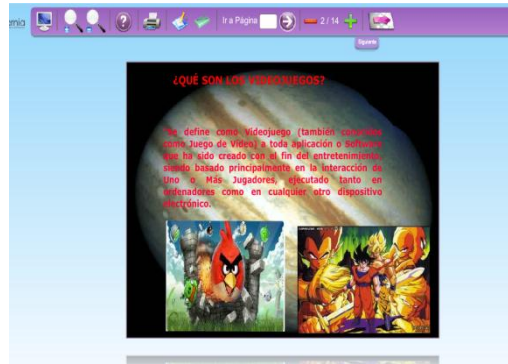 omia
Ir a Página
2 / 14
Siguiente
¿QUÉ SON LOS VIDEOJUEGOS?
"Se define como Videojuego (también conocido
como Juego de Video) a toda aplicación o Software
que ha sido creado con el fin del entretenimiento,
siendo basado principalmente en la interacción de
Uno o Más Jugadores, ejecutado tanto en
ordenadores como en cualquier otro dispositivo
electrónico.